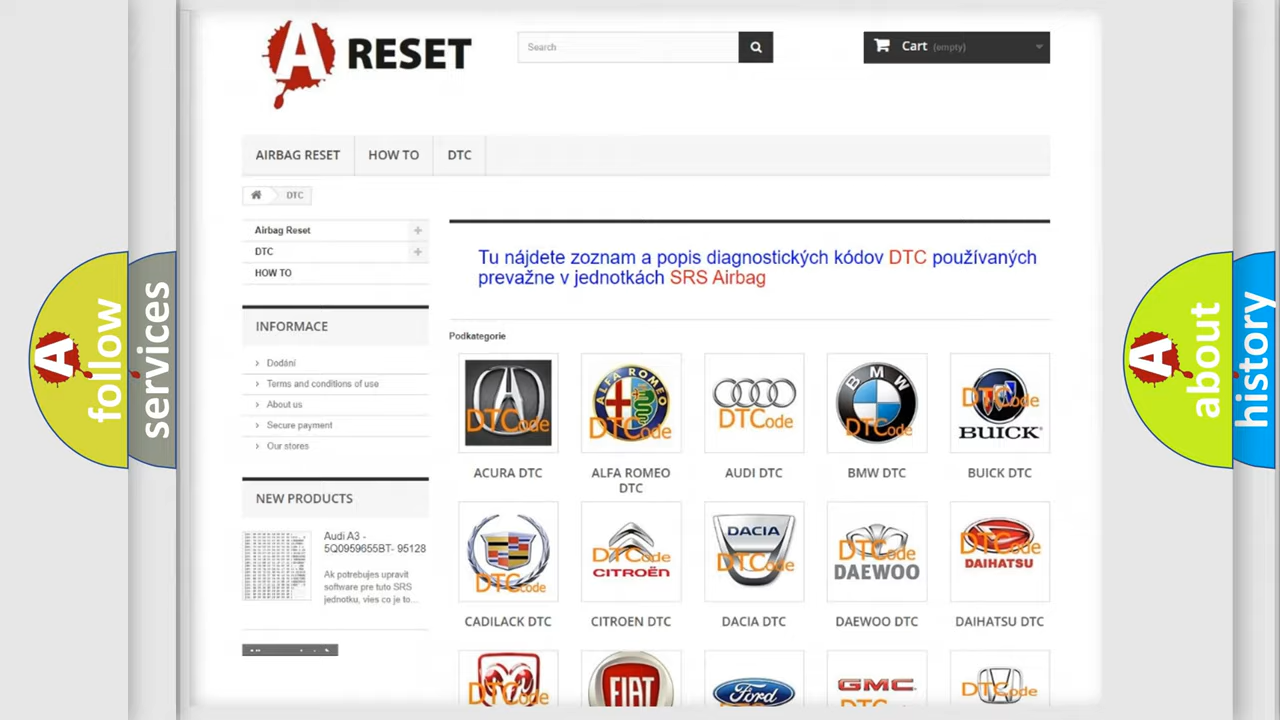 A RESET
Search
Cart (empty)
AIRBAG RESET
HOW TO
DTC
DTC
Airbag Reset
DTC
HOW TO
Tu nájdete zoznam a popis diagnostických kódov DTC používaných
prevažne v jednotkách SRS Airbag
INFORMACE
Dodání
Terms and conditions of use
About us
Secure payment
Our stores
NEW PRODUCTS
Audi A3 -
5Q0959655BT- 95128
Ak potrebujes upravit
software pre tuto SRS
jednotku, vies co je to...
Podkategorie
DTCode
ALFA ROMEO
DTCode
DTCode
BMW
DTCode
DTCode
BUICK
ACURA DTC
ALFA ROMEO
DTC
AUDI DTC
BMW DTC
BUICK DTC
DTCode
DTCode
CITROËN
DACIA
DTCode
DTCode
DAEWOO
DTCode
DAIHATSU
CADILACK DTC
CITROEN DTC
DACIA DTC
DAEWOO DTC
DAIHATSU DTC
DTCode
FIAT
Ford
GMC
DTCode
A follow
services
A about
history